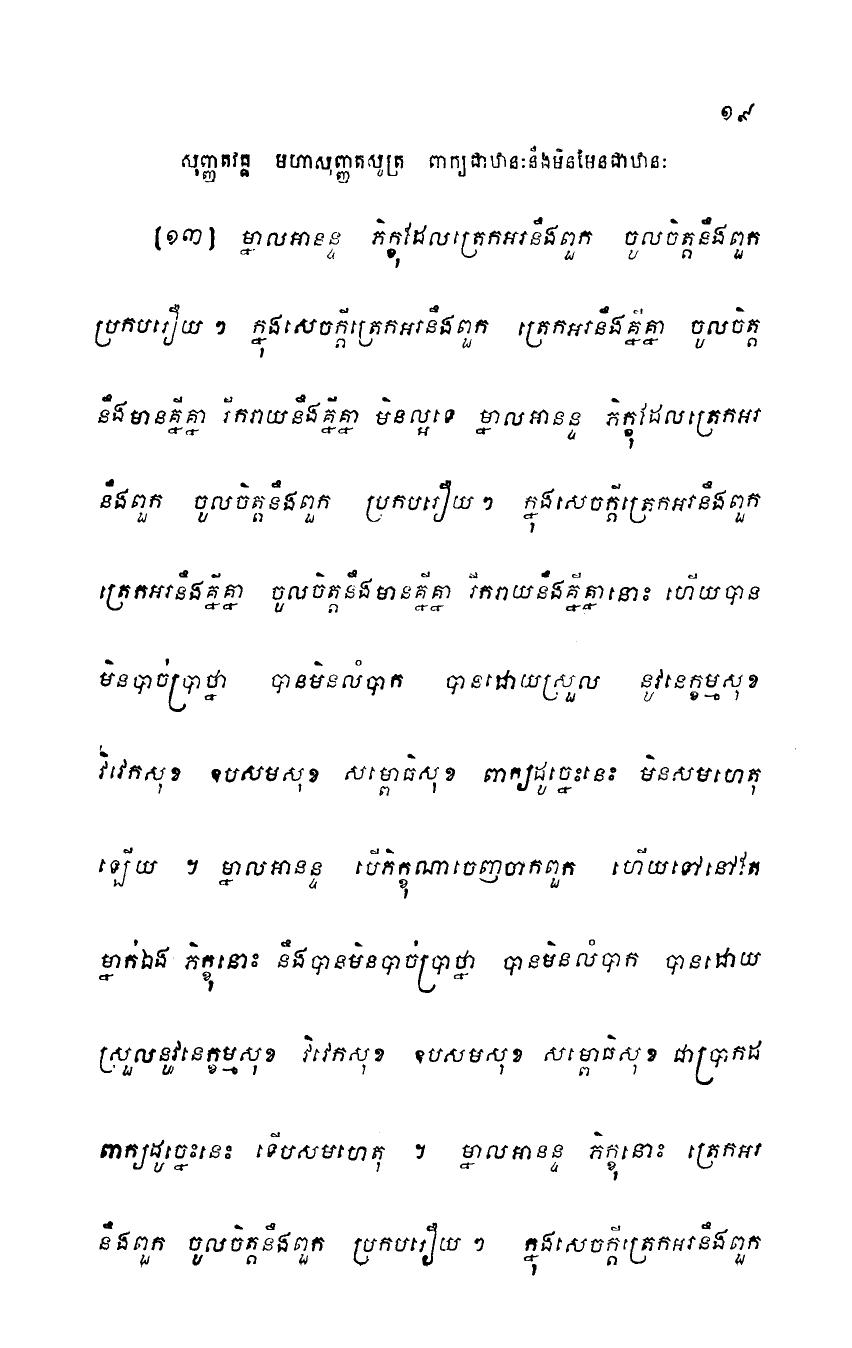 ១៩
សុញ្ញតវគ្គ មហាសុញ្ញតសូត្រ ពាក្យជាឋានៈនឹងមិនមែនជាឋានៈ
[១៣] ម្នាលអានន្ទ ភិក្ខុដែលត្រេកអរនឹងពួក ចូលចិត្តនឹងពួក
ប្រកបរឿយ ៗ ក្នុងសេចក្តីត្រេកអរនឹងពួក ត្រេកអរនឹងគ្នីគ្នា ចូលចិត្ត
នឹងមានគ្នីគ្នា រីករាយនឹងគ្នីគ្នា មិនល្អទេ ម្នាលអានន្ទ ភិក្ខុដែលត្រេកអរ
នឹងពួក ចូលចិត្តនឹងពួក ប្រកបរឿយ ៗ ក្នុងសេចក្តីត្រេកអរនឹងពួក
ត្រេកអរនឹងគ្នីគ្នា ចូលចិត្តនឹងមានគ្នីគ្នា រីករាយនឹងគ្នីគ្នានោះ ហើយបាន
មិនបាច់ប្រាថ្នា បានមិនលំបាក បានដោយស្រួល នូវនេក្ខម្មសុខ
វិវេកសុខ ឧបសមសុខ សម្ពោធិសុខ ពាក្យដូច្នេះនេះ មិនសមហេតុ
ឡើយ ។ ម្នាលអានន្ទ បើភិក្ខុណាចេញចាកពួក ហើយទៅនៅតែ
ម្នាក់ឯង ភិក្ខុនោះ នឹងបានមិនបាច់ប្រាថ្នា បានមិនលំបាក បានដោយ
ស្រួលនូវនេក្ខម្មសុខ វិវេកសុខ ឧបសមសុខ សម្ពោធិសុខ ជាប្រាកដ
ពាក្យដូច្នេះនេះ ទើបសមហេតុ ។ ម្នាលអានន្ទ ភិក្ខុនោះ ត្រេកអរ
នឹងពួក ចូលចិត្តនឹងពួក ប្រកបរឿយ ៗ ក្នុងសេចក្តីត្រេកអរនឹងពួក